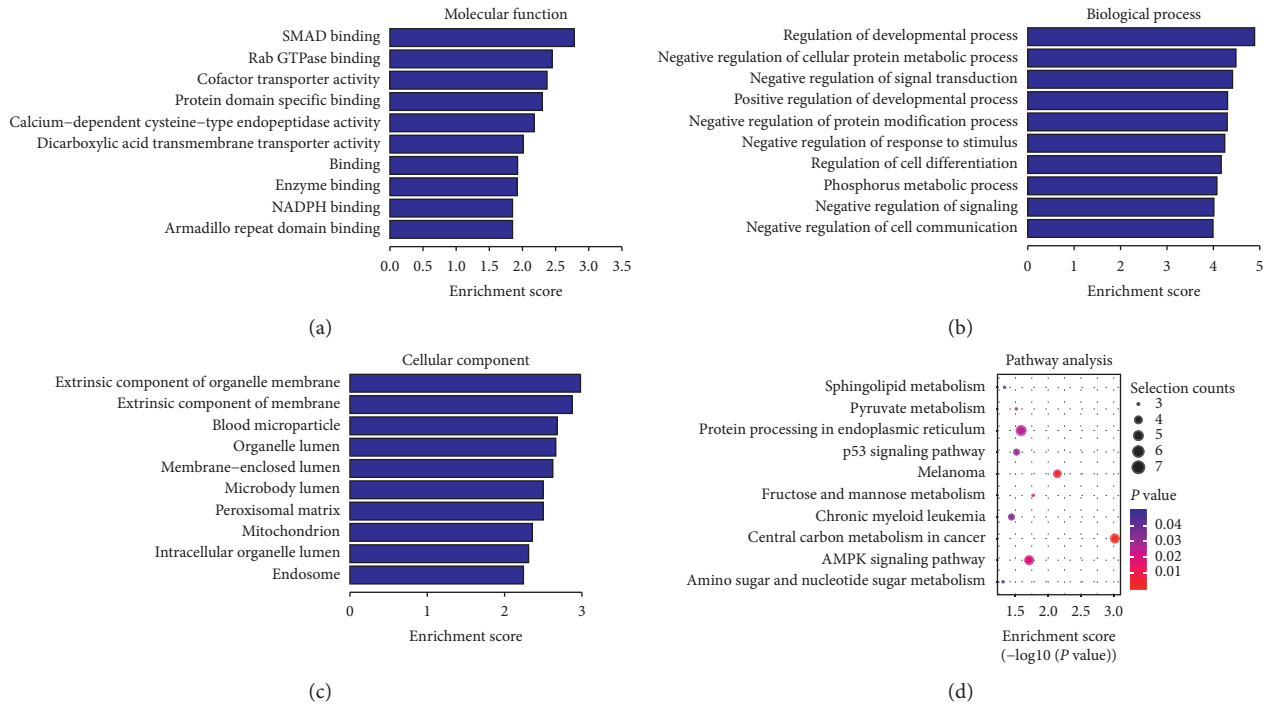 Molecular function
SMAD binding
Rab GTPase binding
Cofactor transporter activity
Protein domain specific binding
Calcium−dependent cysteine−type endopeptidase activity
Dicarboxylic acid transmembrane transporter activity
Binding
Enzyme binding
NADPH binding
Armadillo repeat domain binding
0.0 0.5 1.0 1.5 2.0 2.5 3.0 3.5
Enrichment score
(a)
Biological process
Regulation of developmental process
Negative regulation of cellular protein metabolic process
Negative regulation of signal transduction
Positive regulation of developmental process
Negative regulation of protein modification process
Negative regulation of response to stimulus
Regulation of cell differentiation
Phosphorus metabolic process
Negative regulation of signaling
Negative regulation of cell communication
0 1 2 3 4 5
Enrichment score
(b)
Cellular component
Extrinsic component of organelle membrane
Extrinsic component of membrane
Blood microparticle
Organelle lumen
Membrane−enclosed lumen
Microbody lumen
Peroxisomal matrix
Mitochondrion
Intracellular organelle lumen
Endosome
0 1 2 3
Enrichment score
(c)
Pathway analysis
Sphingolipid metabolism
Pyruvate metabolism
Protein processing in endoplasmic reticulum
p53 signaling pathway
Melanoma
Fructose and mannose metabolism
Chronic myeloid leukemia
Central carbon metabolism in cancer
AMPK signaling pathway
Amino sugar and nucleotide sugar metabolism
1.5 2.0 2.5 3.0
Enrichment score
(−log10 (P value))
Selection counts
3
4
5
6
7
P value
0.04
0.03
0.02
0.01
(d)